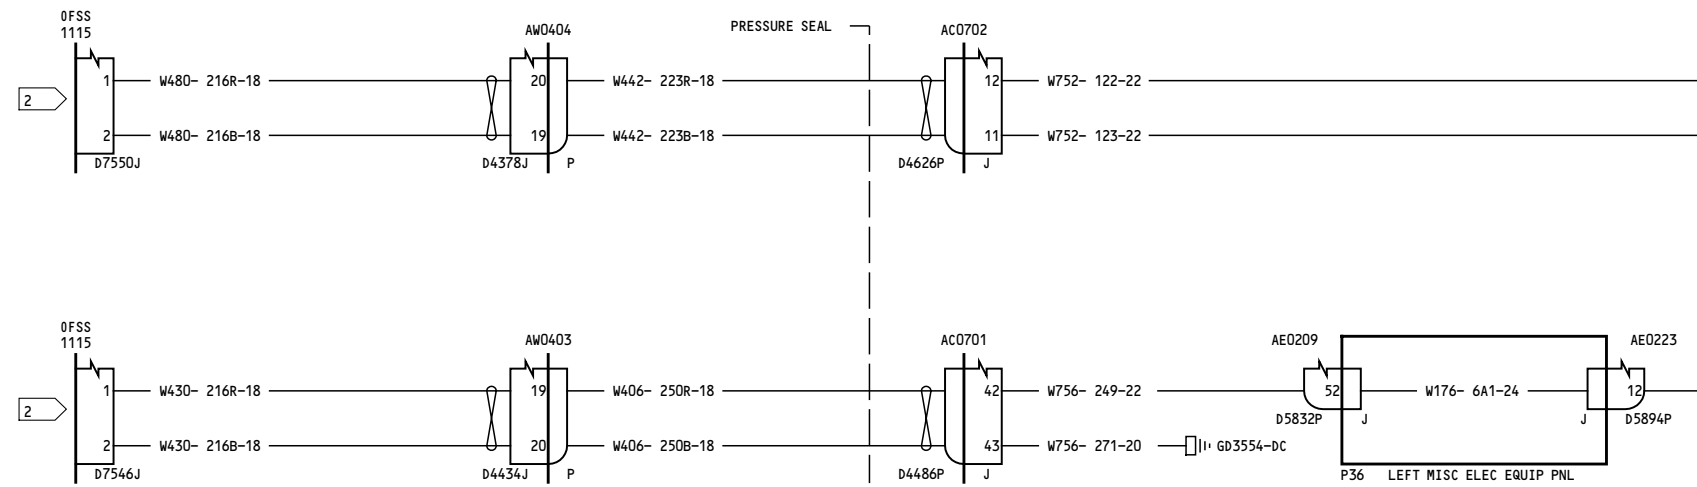 0FSS
1115
AW0404
PRESSURE SEAL
AC0702
1 W480- 216R-18 20 W442- 223R-18 12 W752- 122-22
2
2 W480- 216B-18 19 W442- 223B-18 11 W752- 123-22
D7550J D4378J P D4626P J
0FSS
1115
AW0403 AC0701 AE0209 AE0223
1 W430- 216R-18 19 W406- 250R-18 42 W756- 249-22 52 W176- 6A1-24 12
2
D5832P J J D5894P
2 W430- 216B-18 20 W406- 250B-18 43 W756- 271-20 GD3554-DC
D7546J D4434J P D4486P J P36 LEFT MISC ELEC EQUIP PNL